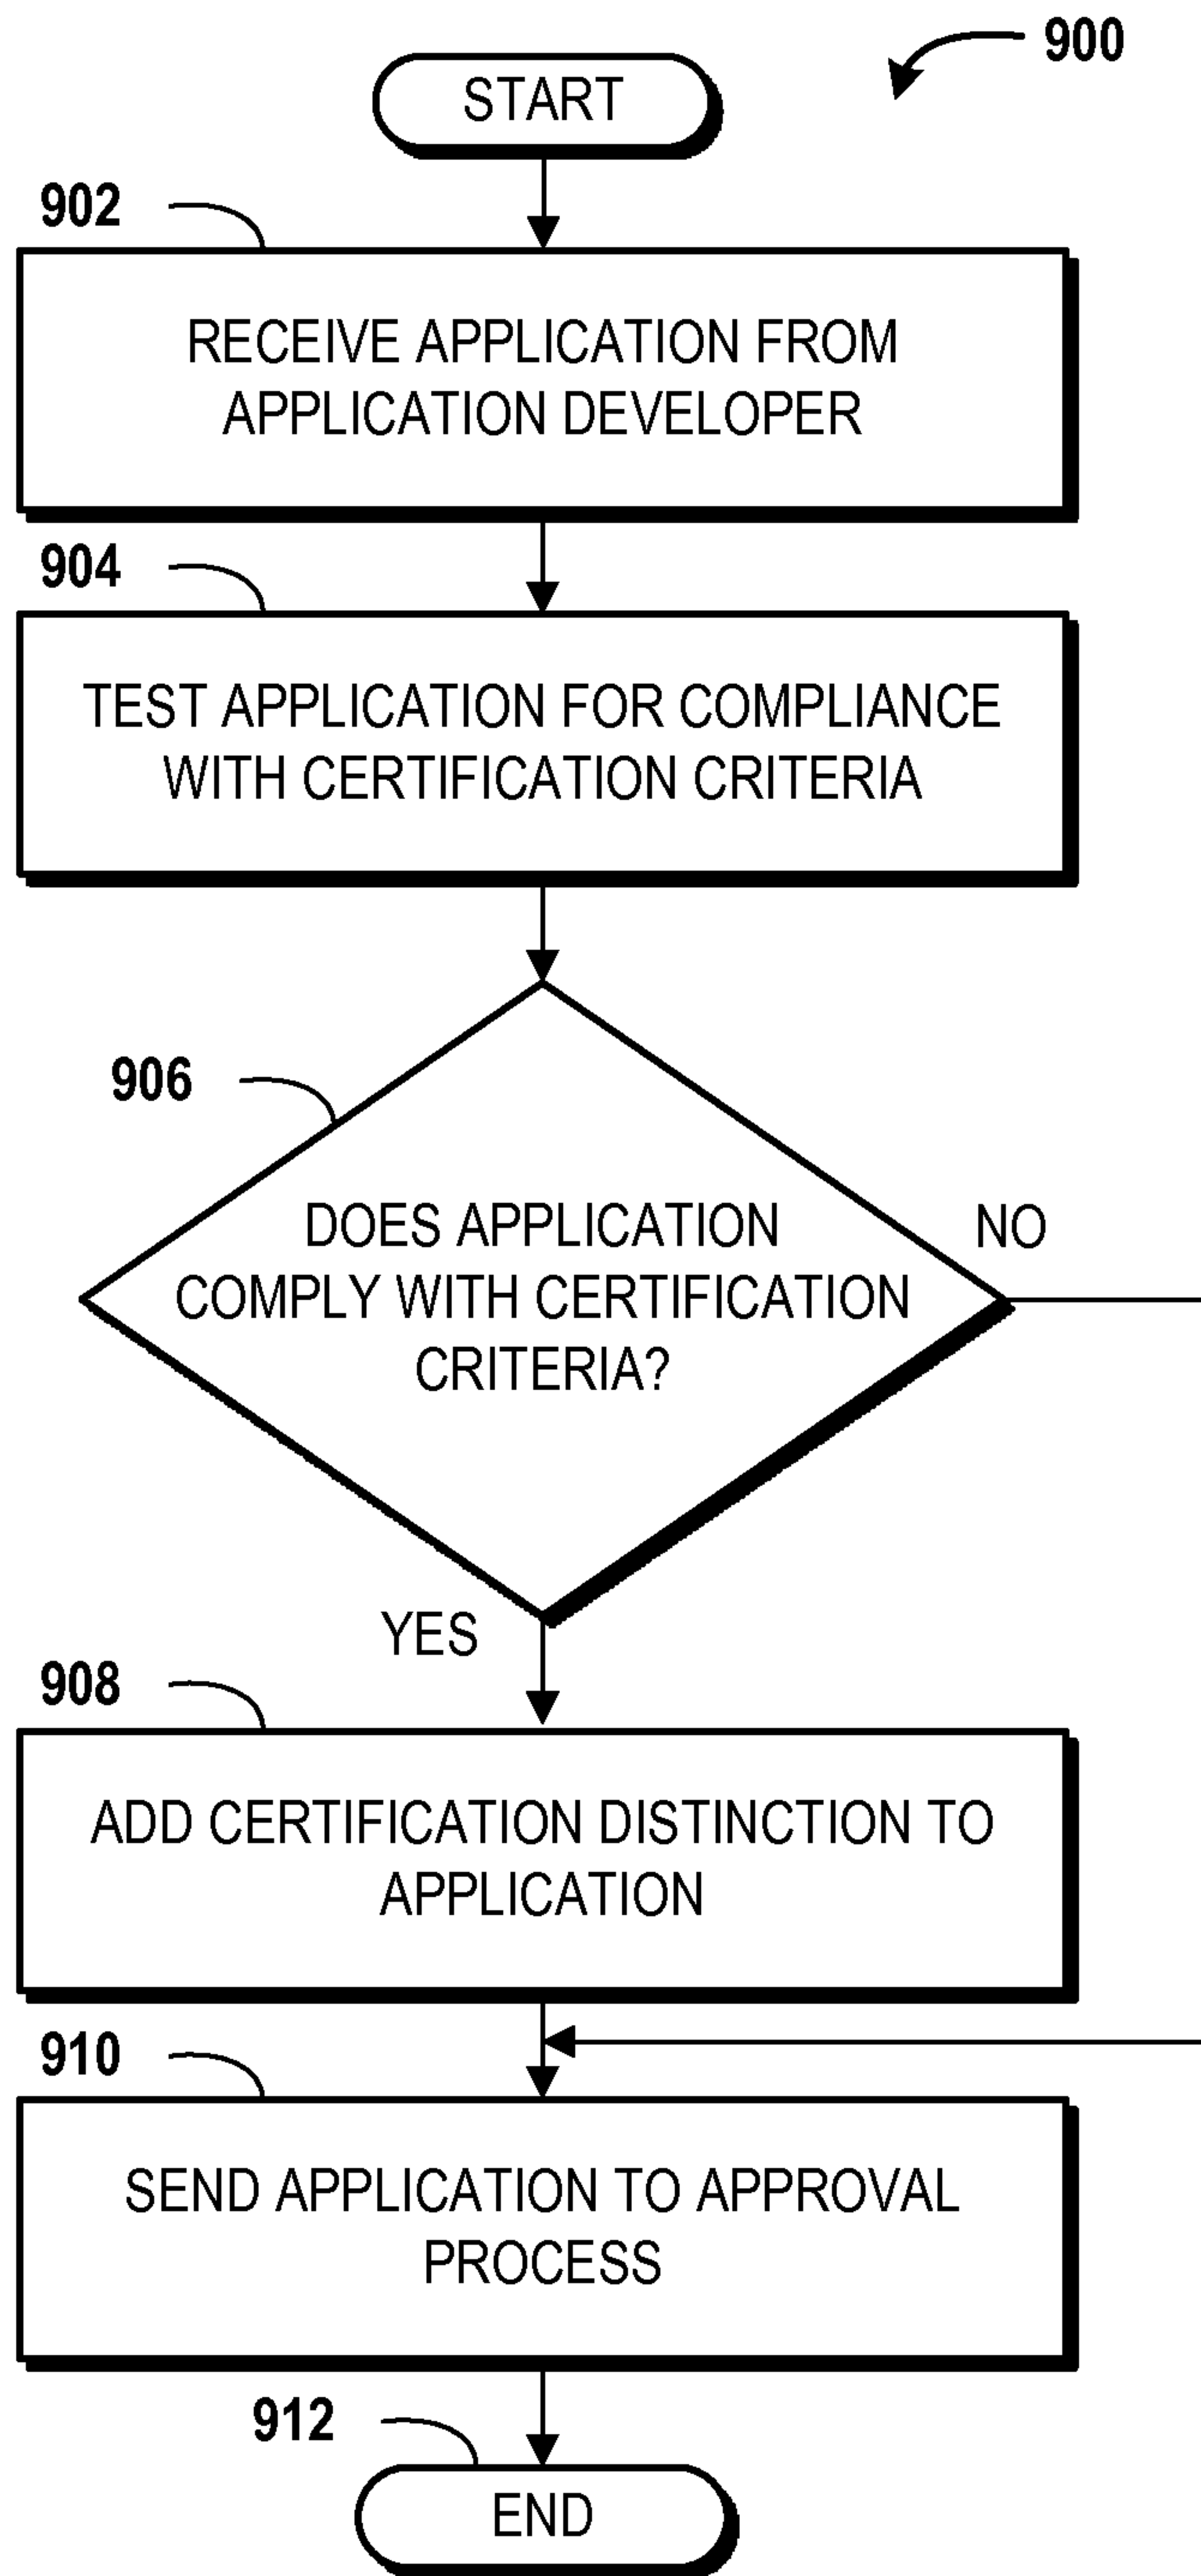 900
START
902
RECEIVE APPLICATION FROM
APPLICATION DEVELOPER
904
TEST APPLICATION FOR COMPLIANCE
WITH CERTIFICATION CRITERIA
906
DOES APPLICATION
COMPLY WITH CERTIFICATION
CRITERIA?
NO
YES
908
ADD CERTIFICATION DISTINCTION TO
APPLICATION
910
SEND APPLICATION TO APPROVAL
PROCESS
912
END